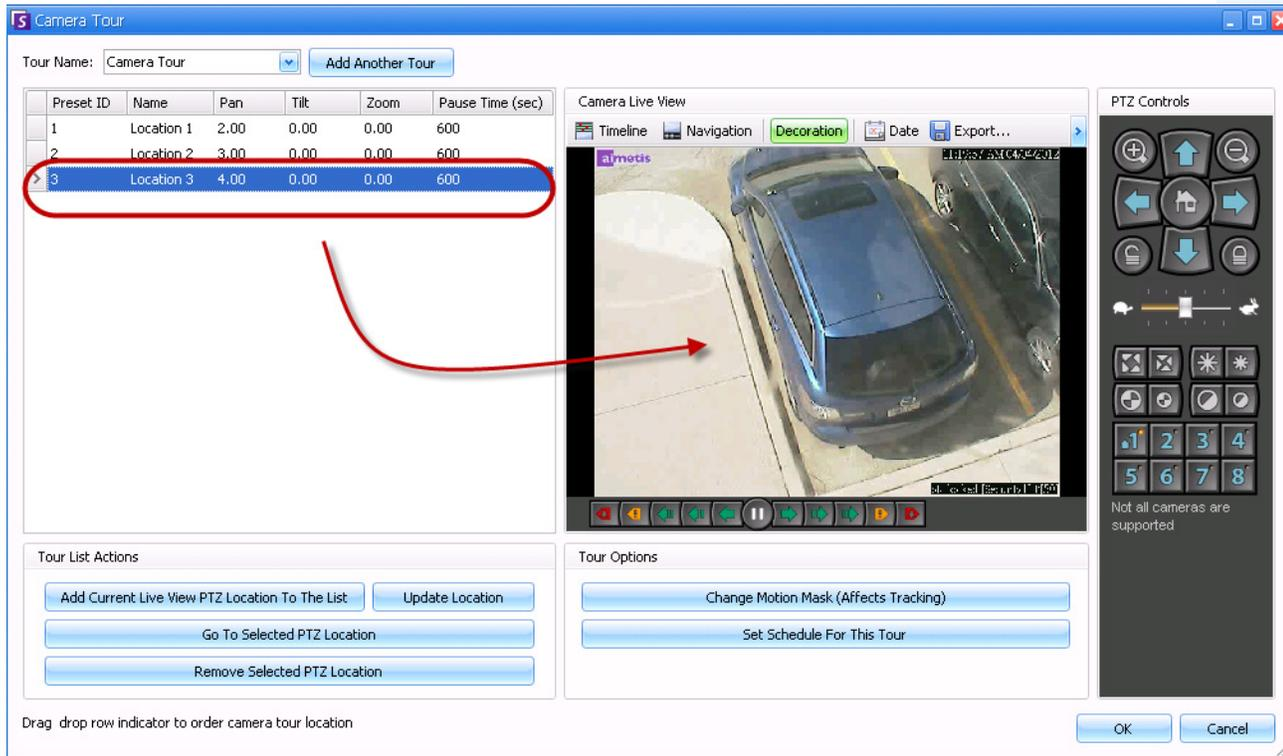 Camera Tour
Tour Name: Camera Tour Add Another Tour
Preset ID Name Pan Tilt Zoom Pause Time (sec)
1 Location 1 2.00 0.00 0.00 600
2 Location 2 3.00 0.00 0.00 600
3 Location 3 4.00 0.00 0.00 600
Camera Live View
Timeline Navigation Decoration Date Export...
aimetis
AM 04/04/2012
PTZ Controls
1 2 3 4
5 6 7 8
Not all cameras are
supported
Tour List Actions
Add Current Live View PTZ Location To The List Update Location
Go To Selected PTZ Location
Remove Selected PTZ Location
Tour Options
Change Motion Mask (Affects Tracking)
Set Schedule For This Tour
Drag drop row indicator to order camera tour location
OK Cancel